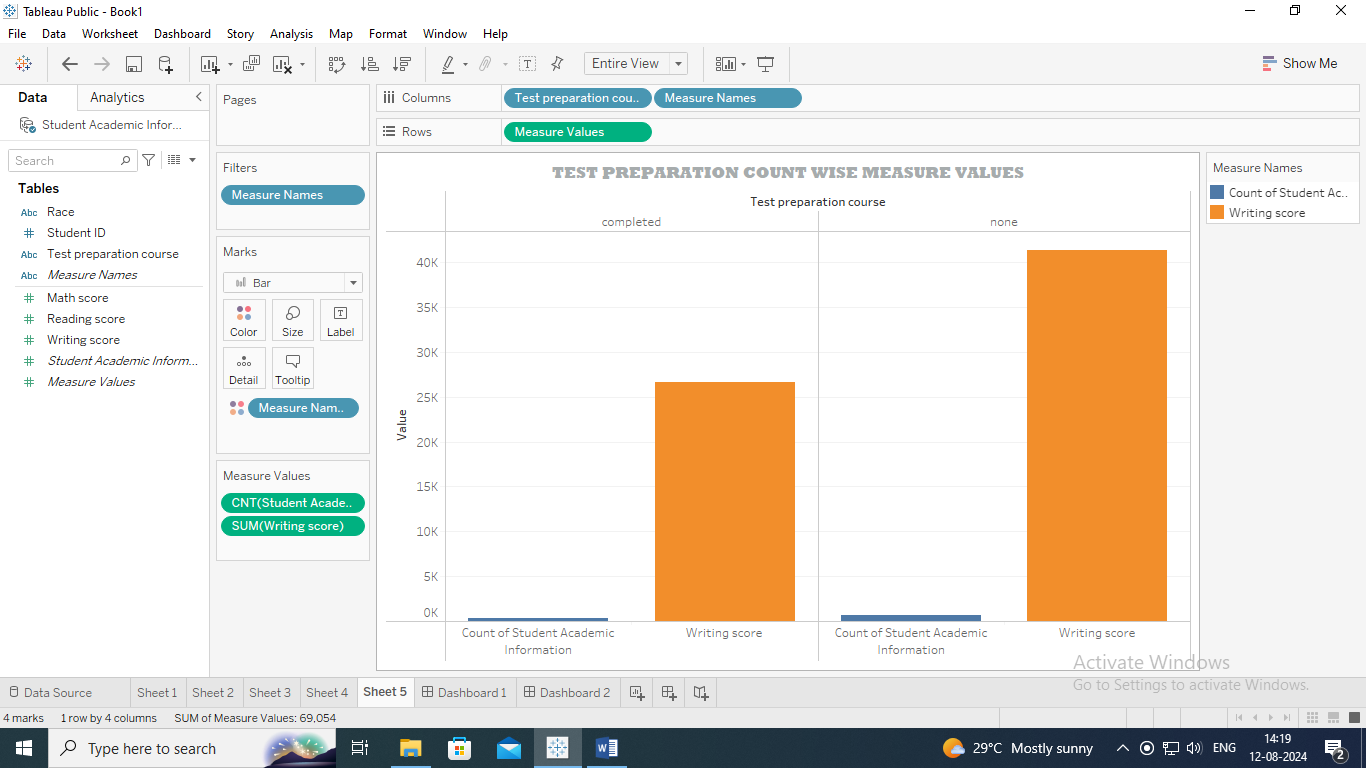 Tableau Public - Book1
File Data Worksheet Dashboard Story Analysis Map Format Window Help
Entire View
Show Me
Data Analytics
Student Academic Infor...
Search
Tables
Abc Race
# Student ID
Abc Test preparation course
Abc Measure Names
# Math score
# Reading score
# Writing score
# Student Academic Inform...
# Measure Values
Pages
Filters
Measure Names
Marks
Bar
Color Size Label
Detail Tooltip
Measure Nam..
Measure Values
CNT(Student Acade..
SUM(Writing score)
Columns Test preparation cou.. Measure Names
Rows Measure Values
TEST PREPARATION COUNT WISE MEASURE VALUES
Test preparation course
completed none
Value
40K
35K
30K
25K
20K
15K
10K
5K
0K
Count of Student Academic
Information
Writing score
Count of Student Academic
Information
Writing score
Measure Names
Count of Student Ac..
Writing score
Activate Windows
Go to Settings to activate Windows.
Data Source Sheet 1 Sheet 2 Sheet 3 Sheet 4 Sheet 5 Dashboard 1 Dashboard 2
4 marks 1 row by 4 columns SUM of Measure Values: 69,054
Type here to search
29°C Mostly sunny
ENG
14:19
12-08-2024
2